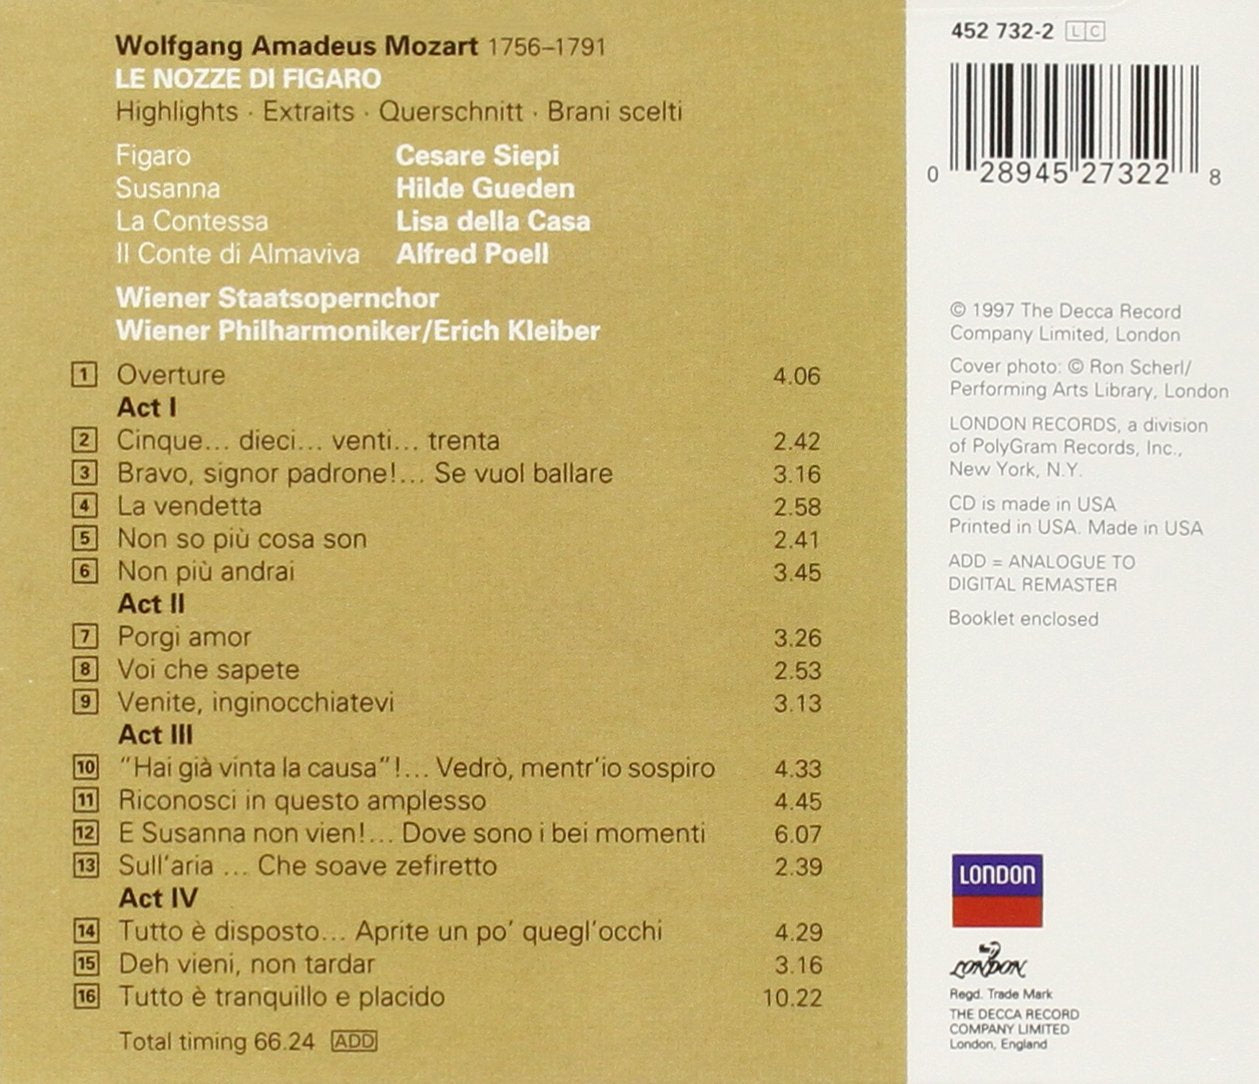 Wolfgang Amadeus Mozart 1756–1791
LE NOZZE DI FIGARO
Highlights · Extraits · Querschnitt · Brani scelti
Figaro Cesare Siepi
Susanna Hilde Gueden
La Contessa Lisa della Casa
Il Conte di Almaviva Alfred Poell
Wiener Staatsopernchor
Wiener Philharmoniker/Erich Kleiber
1 Overture 4.06
Act I
2 Cinque... dieci... venti... trenta 2.42
3 Bravo, signor padrone!... Se vuol ballare 3.16
4 La vendetta 2.58
5 Non so più cosa son 2.41
6 Non più andrai 3.45
Act II
7 Porgi amor 3.26
8 Voi che sapete 2.53
9 Venite, inginocchiatevi 3.13
Act III
10 “Hai già vinta la causa”!... Vedrò, mentr'io sospiro 4.33
11 Riconosci in questo amplesso 4.45
12 E Susanna non vien!... Dove sono i bei momenti 6.07
13 Sull'aria ... Che soave zefiretto 2.39
Act IV
14 Tutto è disposto... Aprite un po' quegl'occhi 4.29
15 Deh vieni, non tardar 3.16
16 Tutto è tranquillo e placido 10.22
Total timing 66.24 ADD
452 732-2 LC
0 28945 27322 8
© 1997 The Decca Record
Company Limited, London
Cover photo: © Ron Scherl/
Performing Arts Library, London
LONDON RECORDS, a division
of PolyGram Records, Inc.,
New York, N.Y.
CD is made in USA
Printed in USA. Made in USA
ADD = ANALOGUE TO
DIGITAL REMASTER
Booklet enclosed
LONDON
LONDON
Regd. Trade Mark
THE DECCA RECORD
COMPANY LIMITED
London, England